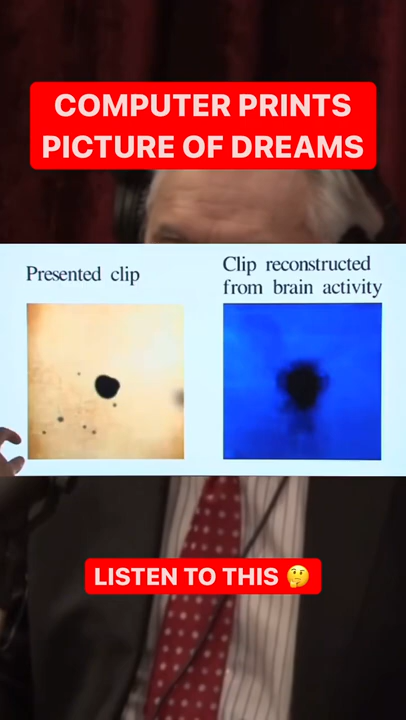 COMPUTER PRINTS
PICTURE OF DREAMS
Presented clip
Clip reconstructed
from brain activity
LISTEN TO THIS 🤔